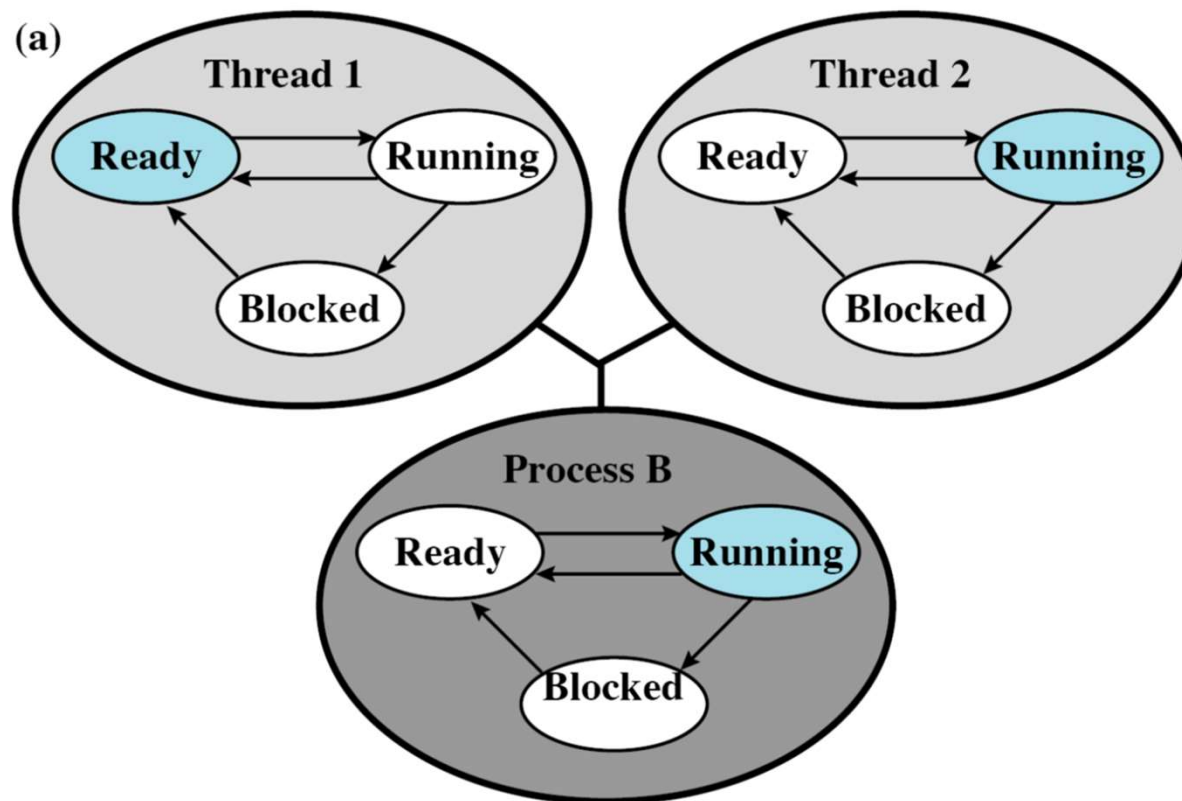 (a)
Thread 1
Ready
Running
Blocked
Thread 2
Ready
Running
Blocked
Process B
Ready
Running
Blocked